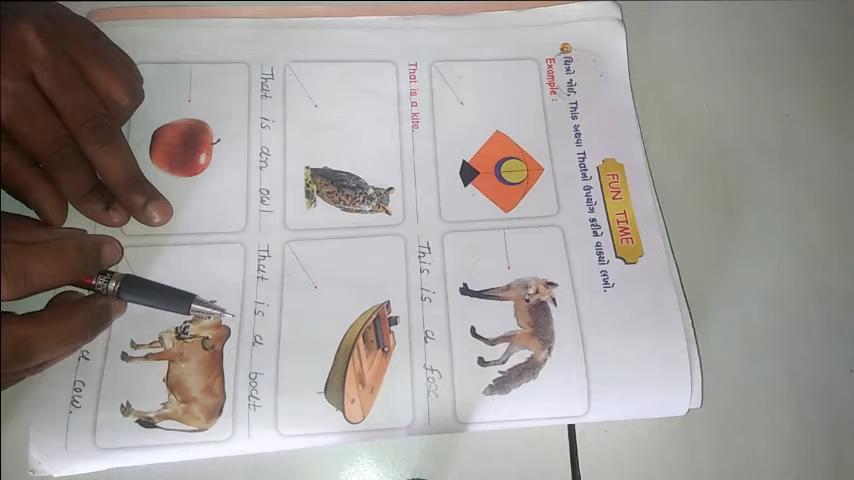 FUN TIME
ચિત્રો જોઈ, This અથવા Thatનો ઉપયોગ કરીને વાક્યો લખો.
Example :
That is a kite.
This is a fox
That is an owl
That is a boat
a cow.